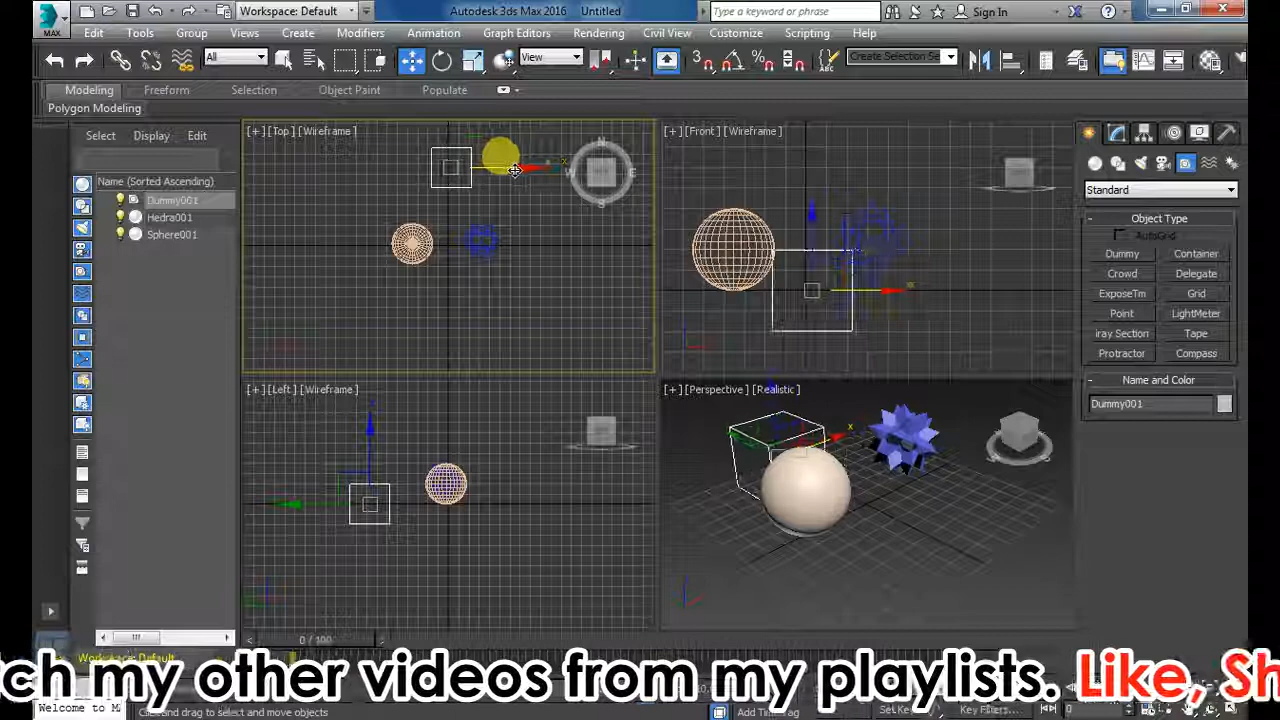 Workspace: Default
Autodesk 3ds Max 2016 Untitled
Type a keyword or phrase
Sign In
MAX
Edit Tools Group Views Create Modifiers Animation Graph Editors Rendering Civil View Customize Scripting Help
All
View
Create Selection Se
Modeling Freeform Selection Object Paint Populate
Polygon Modeling
Select Display Edit
Name (Sorted Ascending)
Dummy001
Hedra001
Sphere001
[+] [Top] [Wireframe]
[+] [Front] [Wireframe]
[+] [Left] [Wireframe]
[+] [Perspective] [Realistic]
Standard
Object Type
AutoGrid
Dummy Container
Crowd Delegate
ExposeTm Grid
Point LightMeter
iray Section Tape
Protractor Compass
Name and Color
Dummy001
0 / 100
Workspace: Default
tch my other videos from my playlists. Like, Sh
Welcome to M
Click and drag to select and move objects
Add Time Tag
Set Key
Key Filters...
0